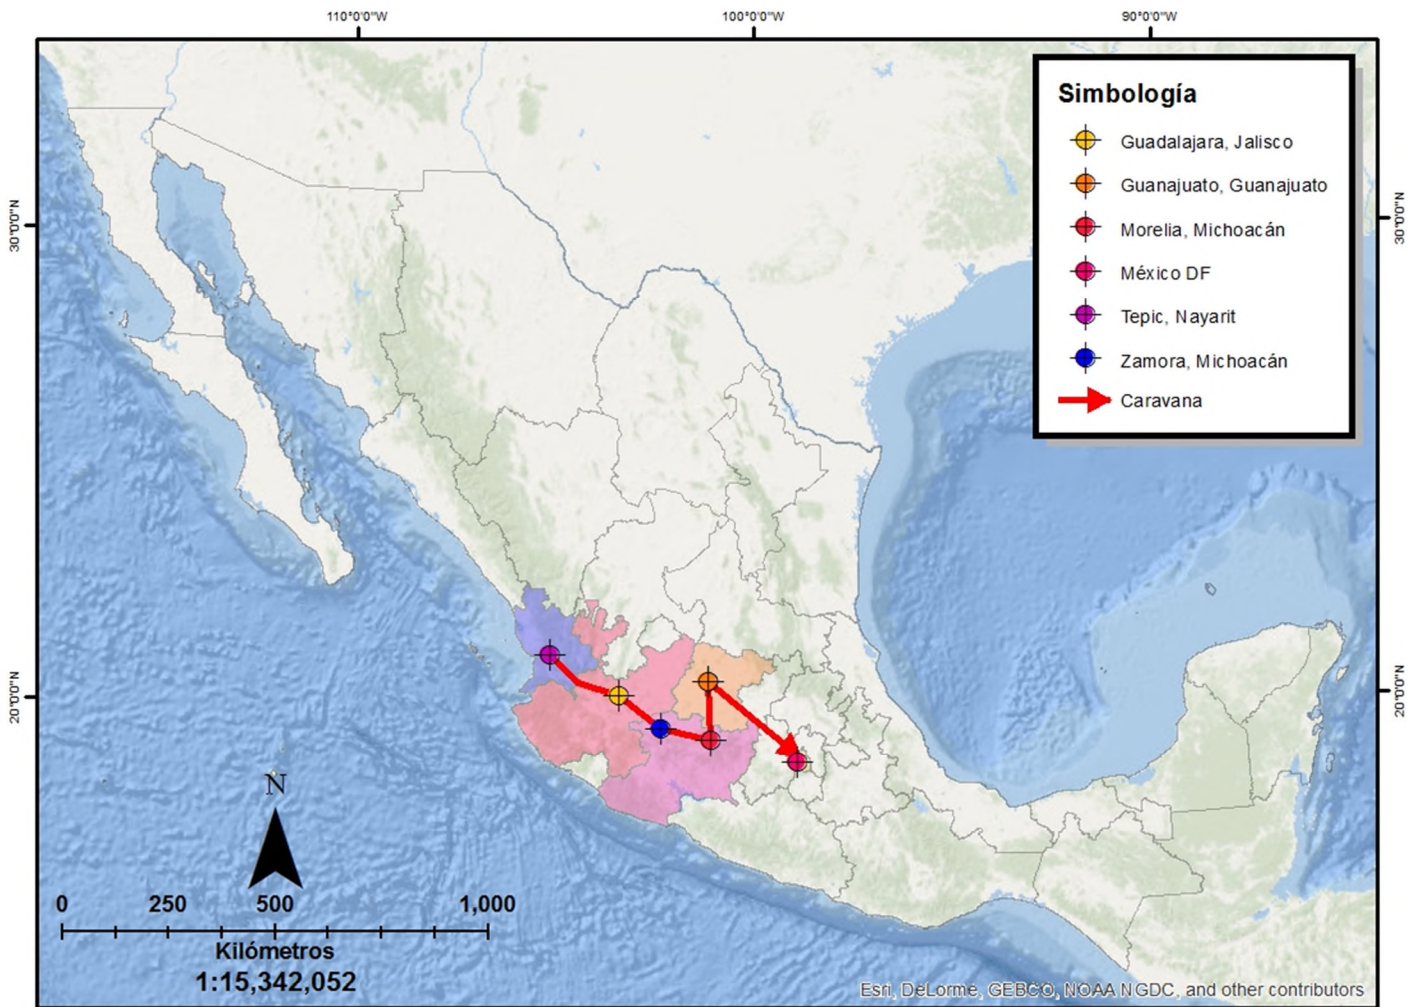 110°0'0"W
100°0'0"W
90°0'0"W
Simbología
Guadalajara, Jalisco
Guanajuato, Guanajuato
Morelia, Michoacán
México DF
Tepic, Nayarit
Zamora, Michoacán
Caravana
30°0'0"N
30°0'0"N
20°0'0"N
20°0'0"N
N
0 250 500 1,000
Kilómetros
1:15,342,052
Esri, DeLorme, GEBCO, NOAA NGDC, and other contributors